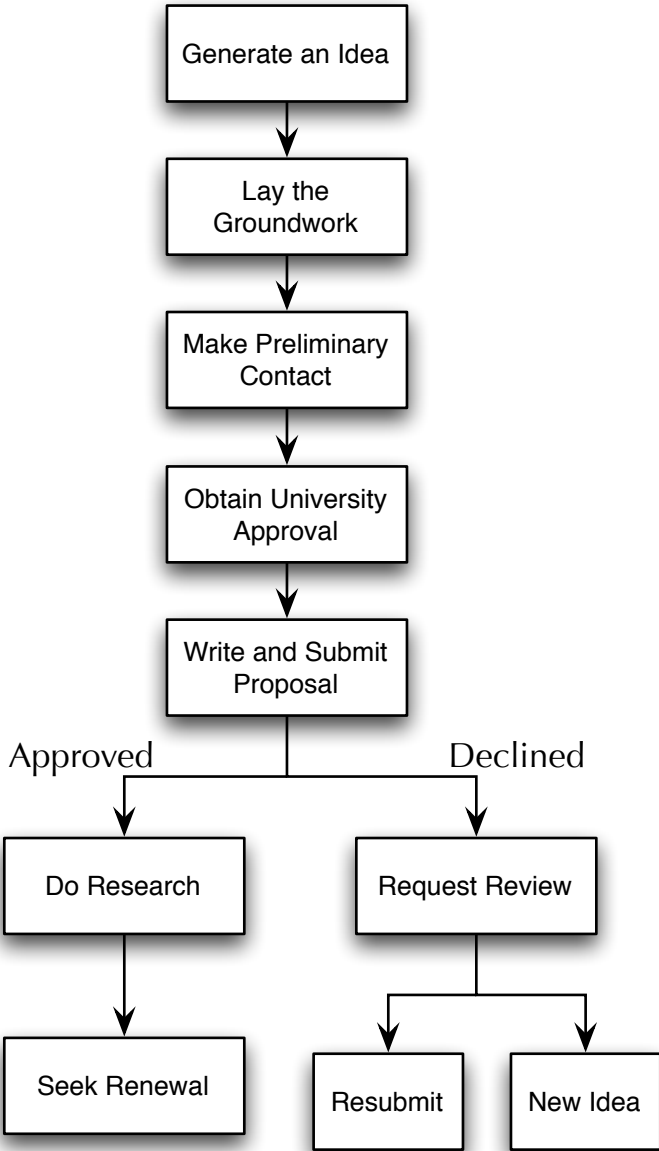 Generate an Idea
Lay the
Groundwork
Make Preliminary
Contact
Obtain University
Approval
Write and Submit
Proposal
Approved
Declined
Do Research
Request Review
Seek Renewal
Resubmit
New Idea